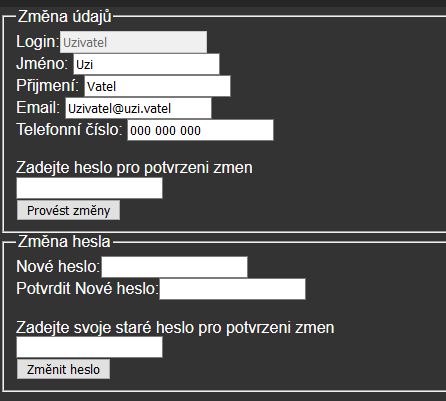 Změna údajů
Login: Uzivatel
Jméno: Uzi
Přijmení: Vatel
Email: Uzivatel@uzi.vatel
Telefonní číslo: 000 000 000
Zadejte heslo pro potvrzeni zmen
Provést změny
Změna hesla
Nové heslo:
Potvrdit Nové heslo:
Zadejte svoje staré heslo pro potvrzeni zmen
Změnit heslo